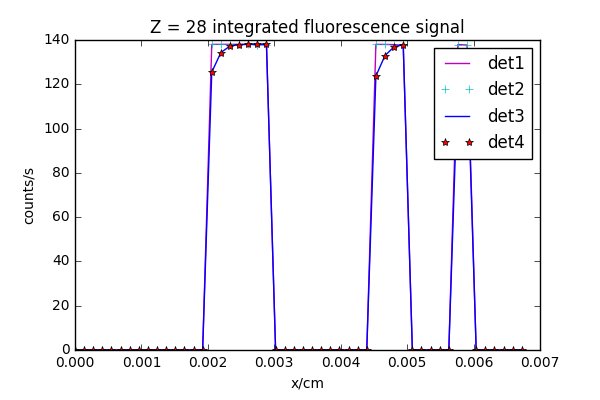 Z = 28 integrated fluorescence signal
140
120
100
80
60
40
20
0
counts/s
det1
det2
det3
det4
0.000 0.001 0.002 0.003 0.004 0.005 0.006 0.007
x/cm